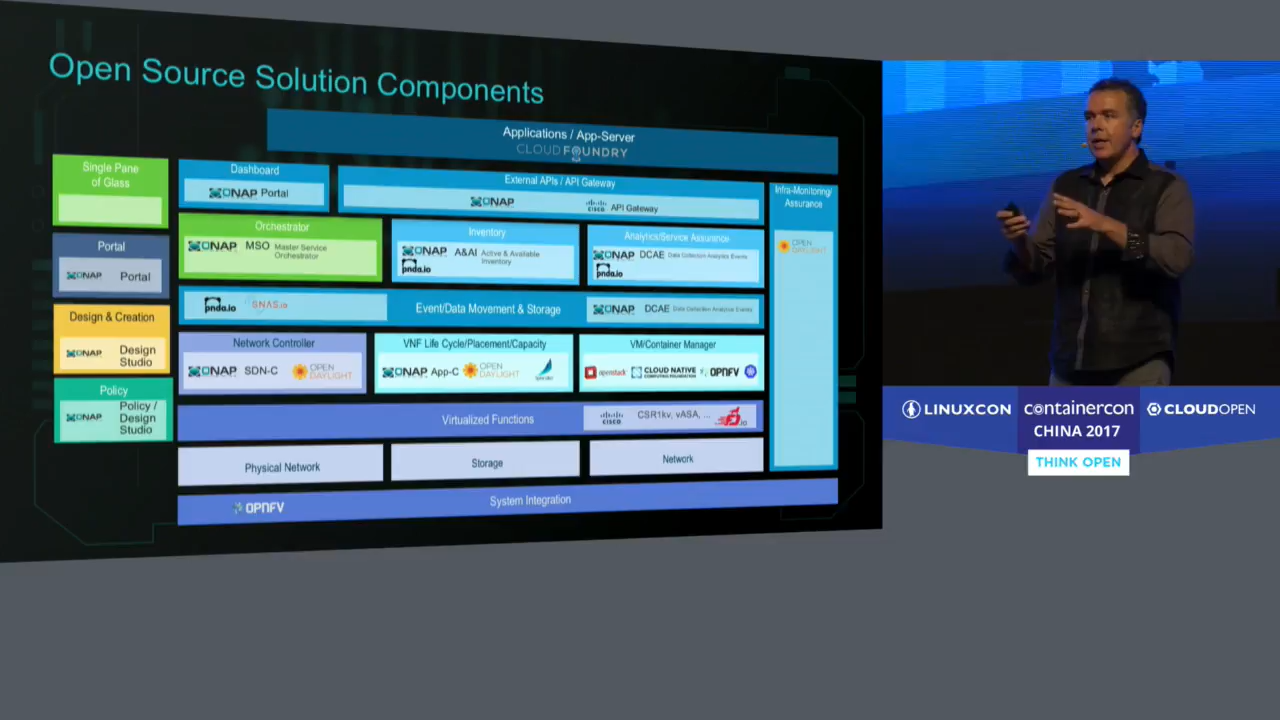 Open Source Solution Components
Applications / App-Server
CLOUD FOUNDRY
Single Pane
of Glass
Dashboard
ONAP Portal
External APIs / API Gateway
ONAP
CISCO API Gateway
Infra-Monitoring/
Assurance
OPEN
DAYLIGHT
Portal
ONAP Portal
Orchestrator
ONAP MSO Master Service
Orchestrator
Inventory
ONAP A&AI Active & Available
Inventory
pnda.io
Analytics/Service Assurance
ONAP DCAE Data Collection Analytics Events
pnda.io
Design & Creation
ONAP Design
Studio
pnda.io SNAS.io
Event/Data Movement & Storage
ONAP DCAE Data Collection Analytics Events
Policy
ONAP Policy /
Design
Studio
Network Controller
ONAP SDN-C OPEN
DAYLIGHT
VNF Life Cycle/Placement/Capacity
ONAP App-C OPEN
DAYLIGHT
VM/Container Manager
openstack CLOUD NATIVE
COMPUTING FOUNDATION
OPNFV
Virtualized Functions
CISCO CSR1kv, vASA, ...
Physical Network
Storage
Network
OPNFV System Integration
LINUXCON
containercon
CHINA 2017
CLOUDOPEN
THINK OPEN